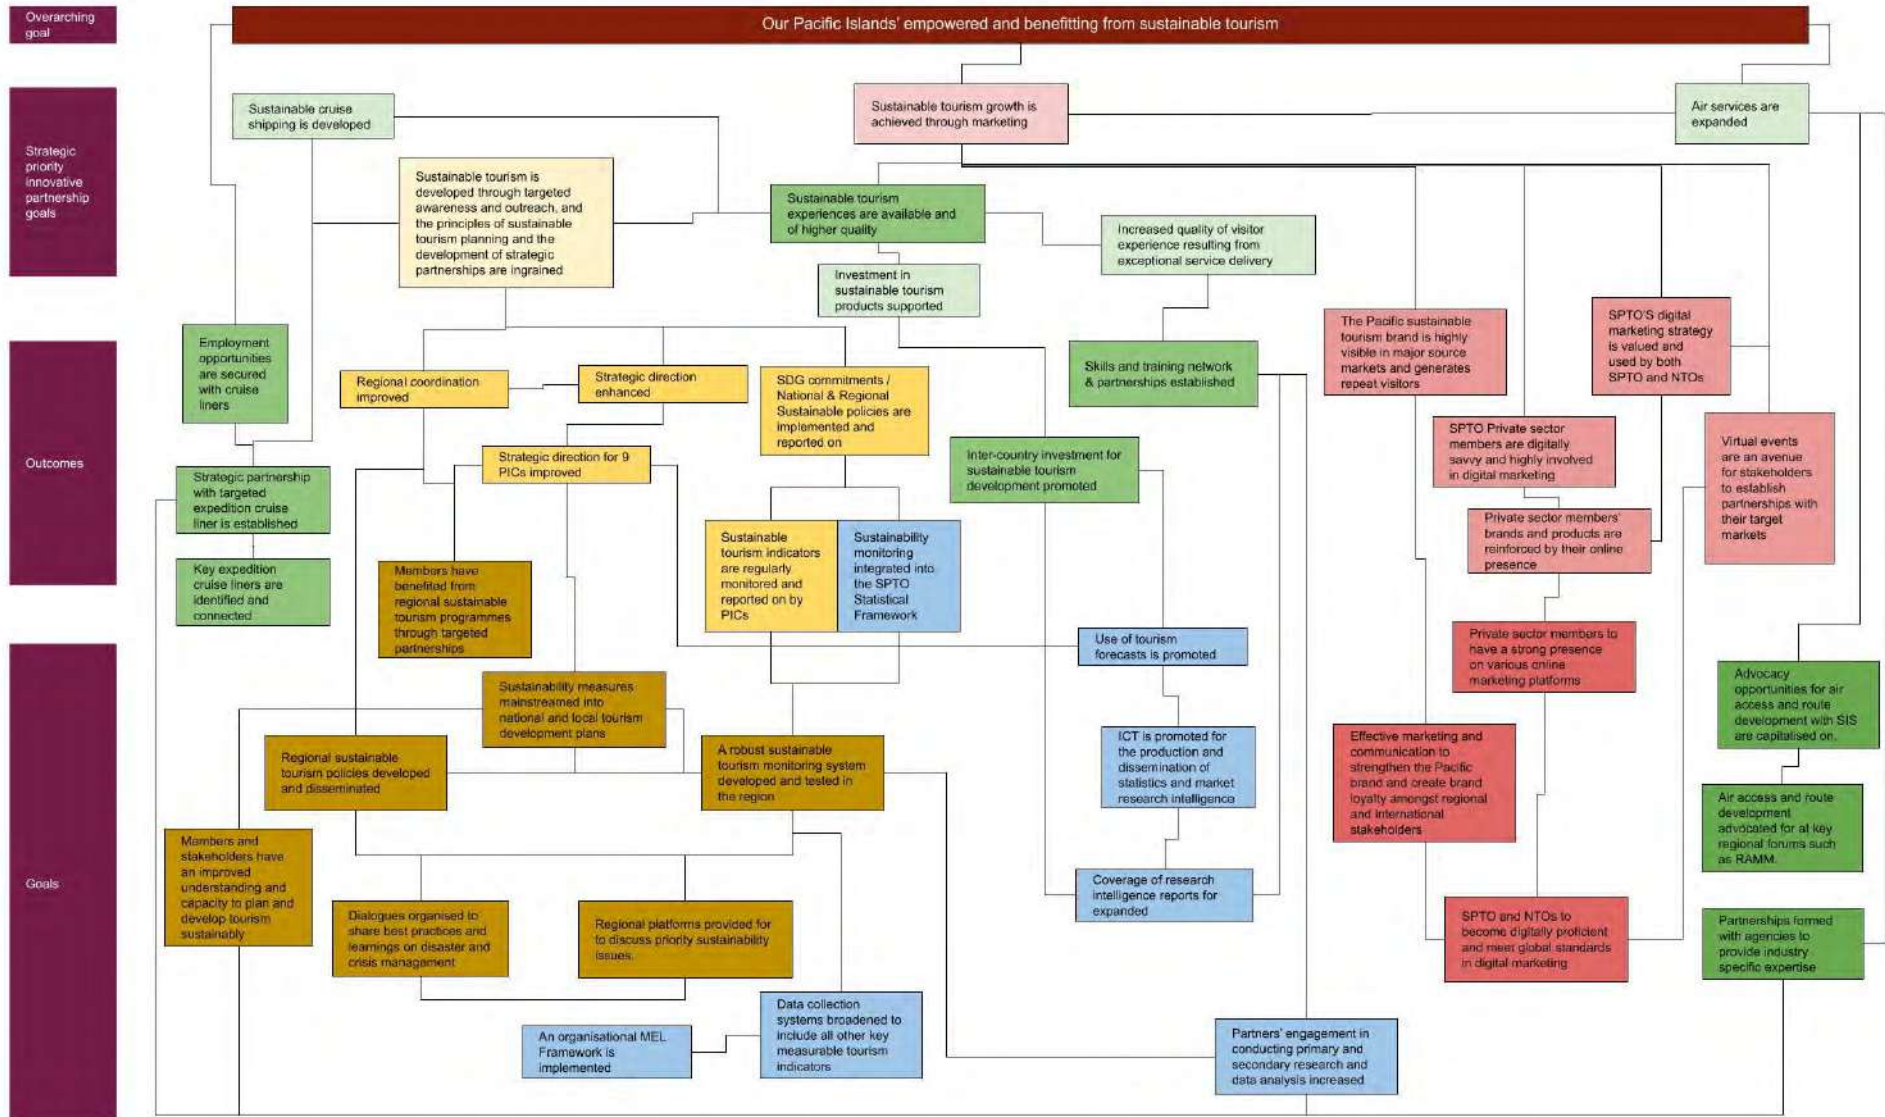 Overarching
goal
Our Pacific Islands' empowered and benefitting from sustainable tourism
Strategic
priority
innovative
partnership
goals
Sustainable cruise
shipping is developed
Sustainable tourism growth is
achieved through marketing
Air services are
expanded
Sustainable tourism is
developed through targeted
awareness and outreach, and
the principles of sustainable
tourism planning and the
development of strategic
partnerships are ingrained
Sustainable tourism
experiences are available and
of higher quality
Increased quality of visitor
experience resulting from
exceptional service delivery
Investment in
sustainable tourism
products supported
Outcomes
Employment
opportunities
are secured
with cruise
liners
Regional coordination
improved
Strategic direction
enhanced
SDG commitments /
National & Regional
Sustainable policies are
implemented and
reported on
Skills and training network
& partnerships established
The Pacific sustainable
tourism brand is highly
visible in major source
markets and generates
repeat visitors
SPTO'S digital
marketing strategy
is valued and
used by both
SPTO and NTOs
Strategic partnership
with targeted
expedition cruise
liner is established
Strategic direction for 9
PICs improved
Inter-country investment for
sustainable tourism
development promoted
SPTO Private sector
members are digitally
savvy and highly involved
in digital marketing
Virtual events
are an avenue
for stakeholders
to establish
partnerships with
their target
markets
Key expedition
cruise liners are
identified and
connected
Members have
benefited from
regional sustainable
tourism programmes
through targeted
partnerships
Sustainable
tourism indicators
are regularly
monitored and
reported on by
PICs
Sustainability
monitoring
integrated into
the SPTO
Statistical
Framework
Private sector members'
brands and products are
reinforced by their online
presence
Goals
Use of tourism
forecasts is promoted
Private sector members to
have a strong presence
on various online
marketing platforms
Sustainability measures
mainstreamed into
national and local tourism
development plans
Advocacy
opportunities for air
access and route
development with SIS
are capitalised on.
Regional sustainable
tourism policies developed
and disseminated
A robust sustainable
tourism monitoring system
developed and tested in
the region
ICT is promoted for
the production and
dissemination of
statistics and market
research intelligence
Effective marketing and
communication to
strengthen the Pacific
brand and create brand
loyalty amongst regional
and international
stakeholders
Air access and route
development
advocated for at key
regional forums such
as RAMM.
Members and
stakeholders have
an improved
understanding and
capacity to plan and
develop tourism
sustainably
Coverage of research
intelligence reports for
expanded
Dialogues organised to
share best practices and
learnings on disaster and
crisis management
Regional platforms provided for
to discuss priority sustainability
issues.
SPTO and NTOs to
become digitally proficient
and meet global standards
in digital marketing
Partnerships formed
with agencies to
provide industry
specific expertise
An organisational MEL
Framework is
implemented
Data collection
systems broadened to
include all other key
measurable tourism
indicators
Partners' engagement in
conducting primary and
secondary research and
data analysis increased